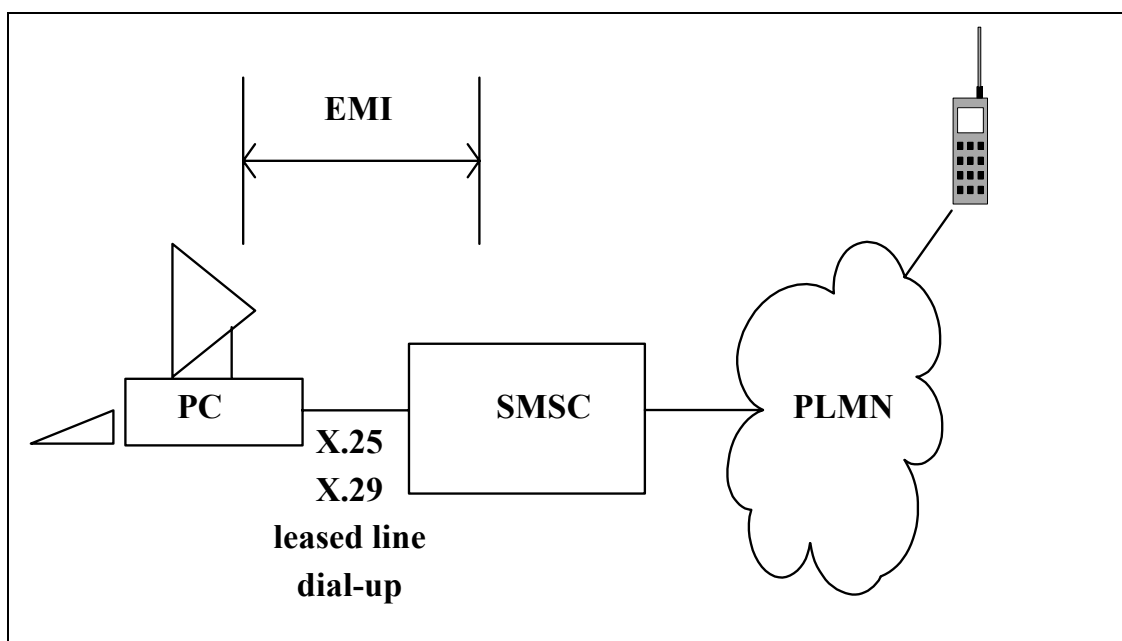 EMI
PC
SMSC
PLMN
X.25
X.29
leased line
dial-up